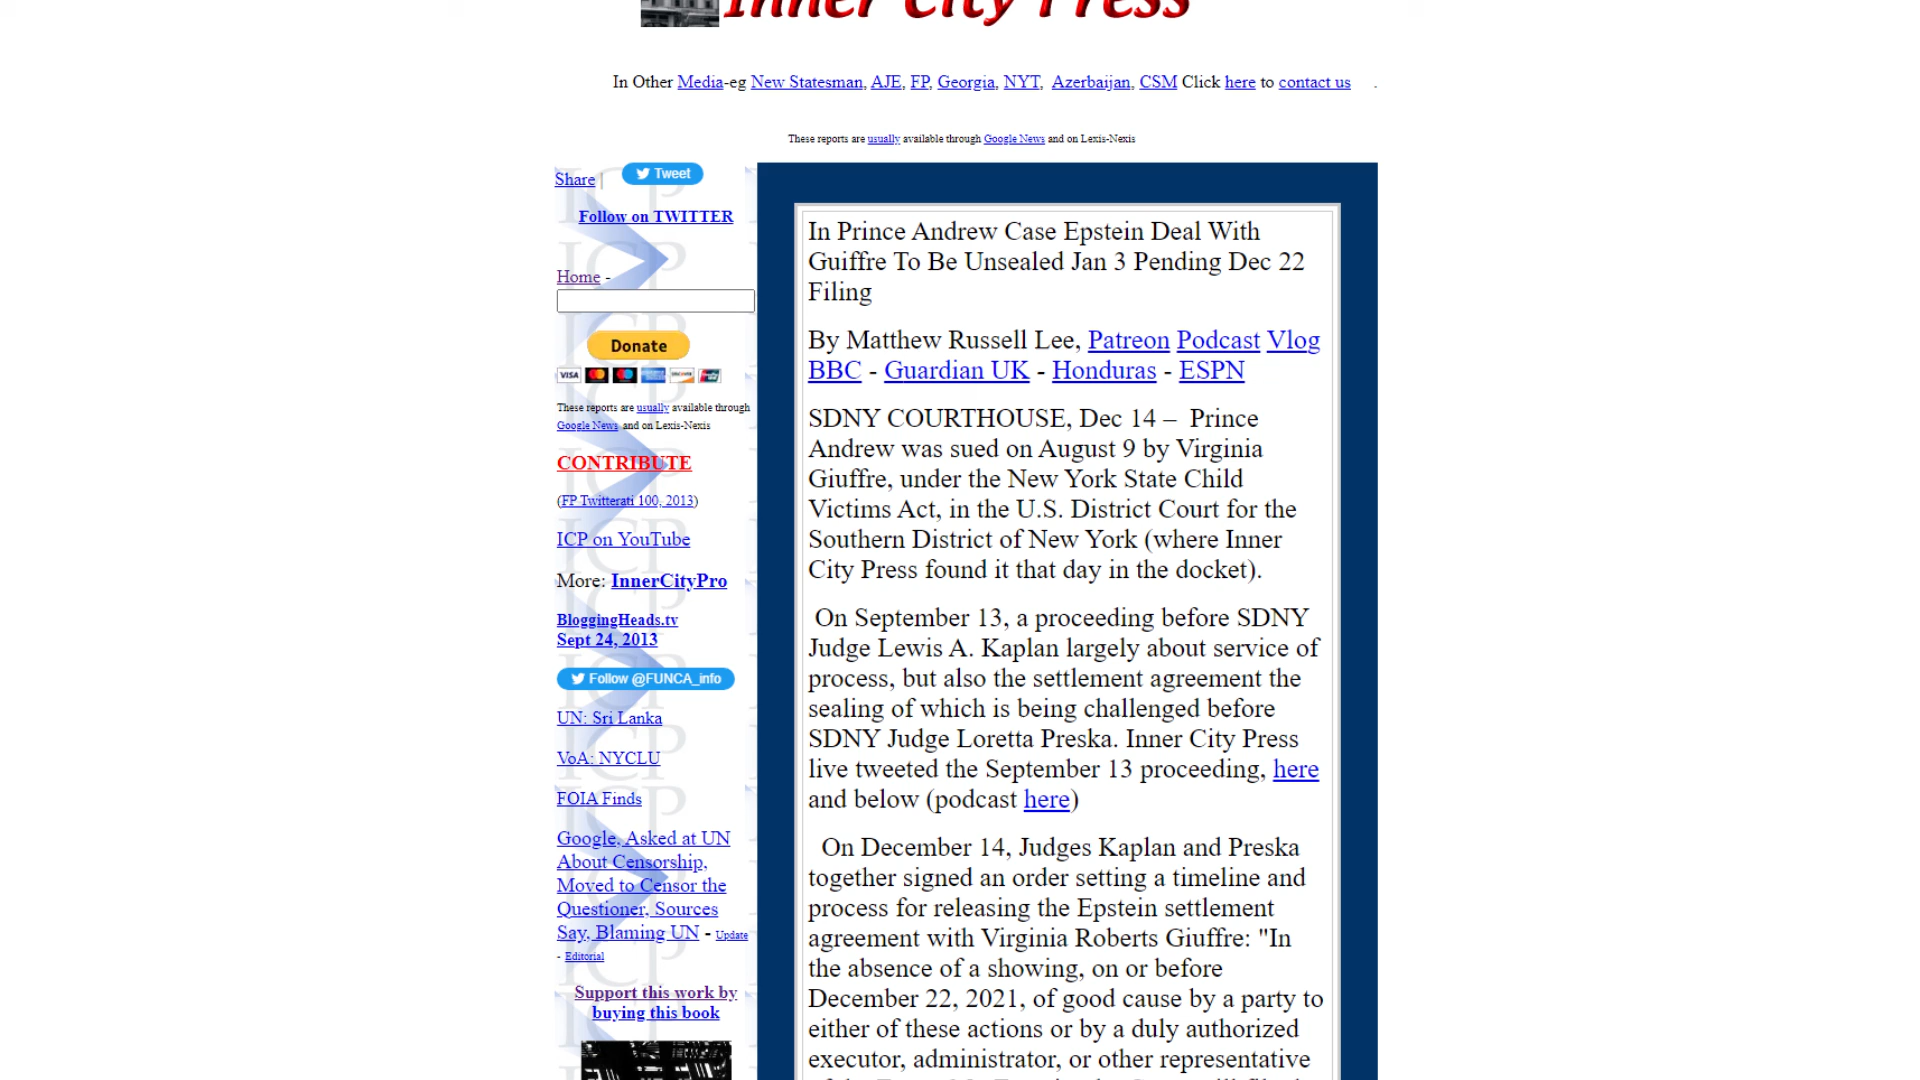 Inner City Press
In Other Media-eg New Statesman, AJE, FP, Georgia, NYT, Azerbaijan, CSM Click here to contact us .
These reports are usually available through Google News and on Lexis-Nexis
Share |
Tweet
Follow on TWITTER
Home -
Donate
VISA
These reports are usually available through
Google News and on Lexis-Nexis
CONTRIBUTE
(FP Twitterati 100, 2013)
ICP on YouTube
More: InnerCityPro
BloggingHeads.tv
Sept 24, 2013
Follow @FUNCA_info
UN: Sri Lanka
VoA: NYCLU
FOIA Finds
Google, Asked at UN
About Censorship,
Moved to Censor the
Questioner, Sources
Say, Blaming UN - Update
- Editorial
Support this work by
buying this book
In Prince Andrew Case Epstein Deal With
Guiffre To Be Unsealed Jan 3 Pending Dec 22
Filing
By Matthew Russell Lee, Patreon Podcast Vlog
BBC - Guardian UK - Honduras - ESPN
SDNY COURTHOUSE, Dec 14 – Prince
Andrew was sued on August 9 by Virginia
Giuffre, under the New York State Child
Victims Act, in the U.S. District Court for the
Southern District of New York (where Inner
City Press found it that day in the docket).
On September 13, a proceeding before SDNY
Judge Lewis A. Kaplan largely about service of
process, but also the settlement agreement the
sealing of which is being challenged before
SDNY Judge Loretta Preska. Inner City Press
live tweeted the September 13 proceeding, here
and below (podcast here)
On December 14, Judges Kaplan and Preska
together signed an order setting a timeline and
process for releasing the Epstein settlement
agreement with Virginia Roberts Giuffre: "In
the absence of a showing, on or before
December 22, 2021, of good cause by a party to
either of these actions or by a duly authorized
executor, administrator, or other representative